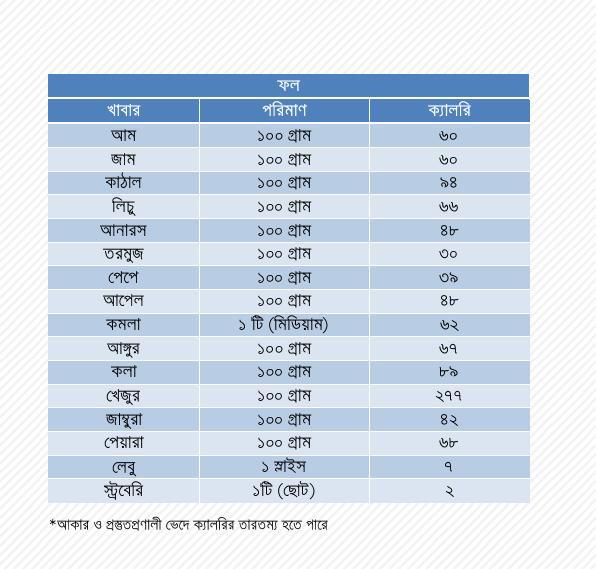 ফল
খাবার পরিমাণ ক্যালরি
আম ১০০ গ্রাম ৬০
জাম ১০০ গ্রাম ৬০
কাঠাল ১০০ গ্রাম ৯৪
লিচু ১০০ গ্রাম ৬৬
আনারস ১০০ গ্রাম ৪৮
তরমুজ ১০০ গ্রাম ৩০
পেপে ১০০ গ্রাম ৩৯
আপেল ১০০ গ্রাম ৪৮
কমলা ১ টি (মিডিয়াম) ৬২
আঙ্গুর ১০০ গ্রাম ৬৭
কলা ১০০ গ্রাম ৮৯
খেজুর ১০০ গ্রাম ২৭৭
জাম্বুরা ১০০ গ্রাম ৪২
পেয়ারা ১০০ গ্রাম ৬৮
লেবু ১ স্লাইস ৭
স্ট্রবেরি ১টি (ছোট) ২
*আকার ও প্রস্তুতপ্রণালী ভেদে ক্যালরির তারতম্য হতে পারে